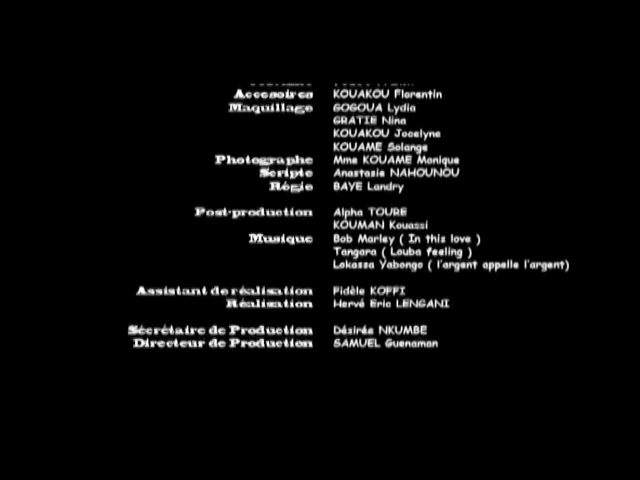 Accesoires KOUAKOU Florentin
Maquillage GOGOUA Lydia
GRATIE Nina
KOUAKOU Jocelyne
KOUAME Solange
Photographe Mme KOUAME Monique
Scripte Anastasie NAHOUNOU
Régie BAYE Landry
Post-production Alpha TOURE
KOUMAN Kouassi
Musique Bob Marley ( In this love )
Tangara ( Louba feeling )
Lokassa Yabongo ( l'argent appelle l'argent)
Assistant de réalisation Fidèle KOFFI
Réalisation Hervé Eric LENGANI
Sécrétaire de Production Désirée NKUMBE
Directeur de Production SAMUEL Guenaman